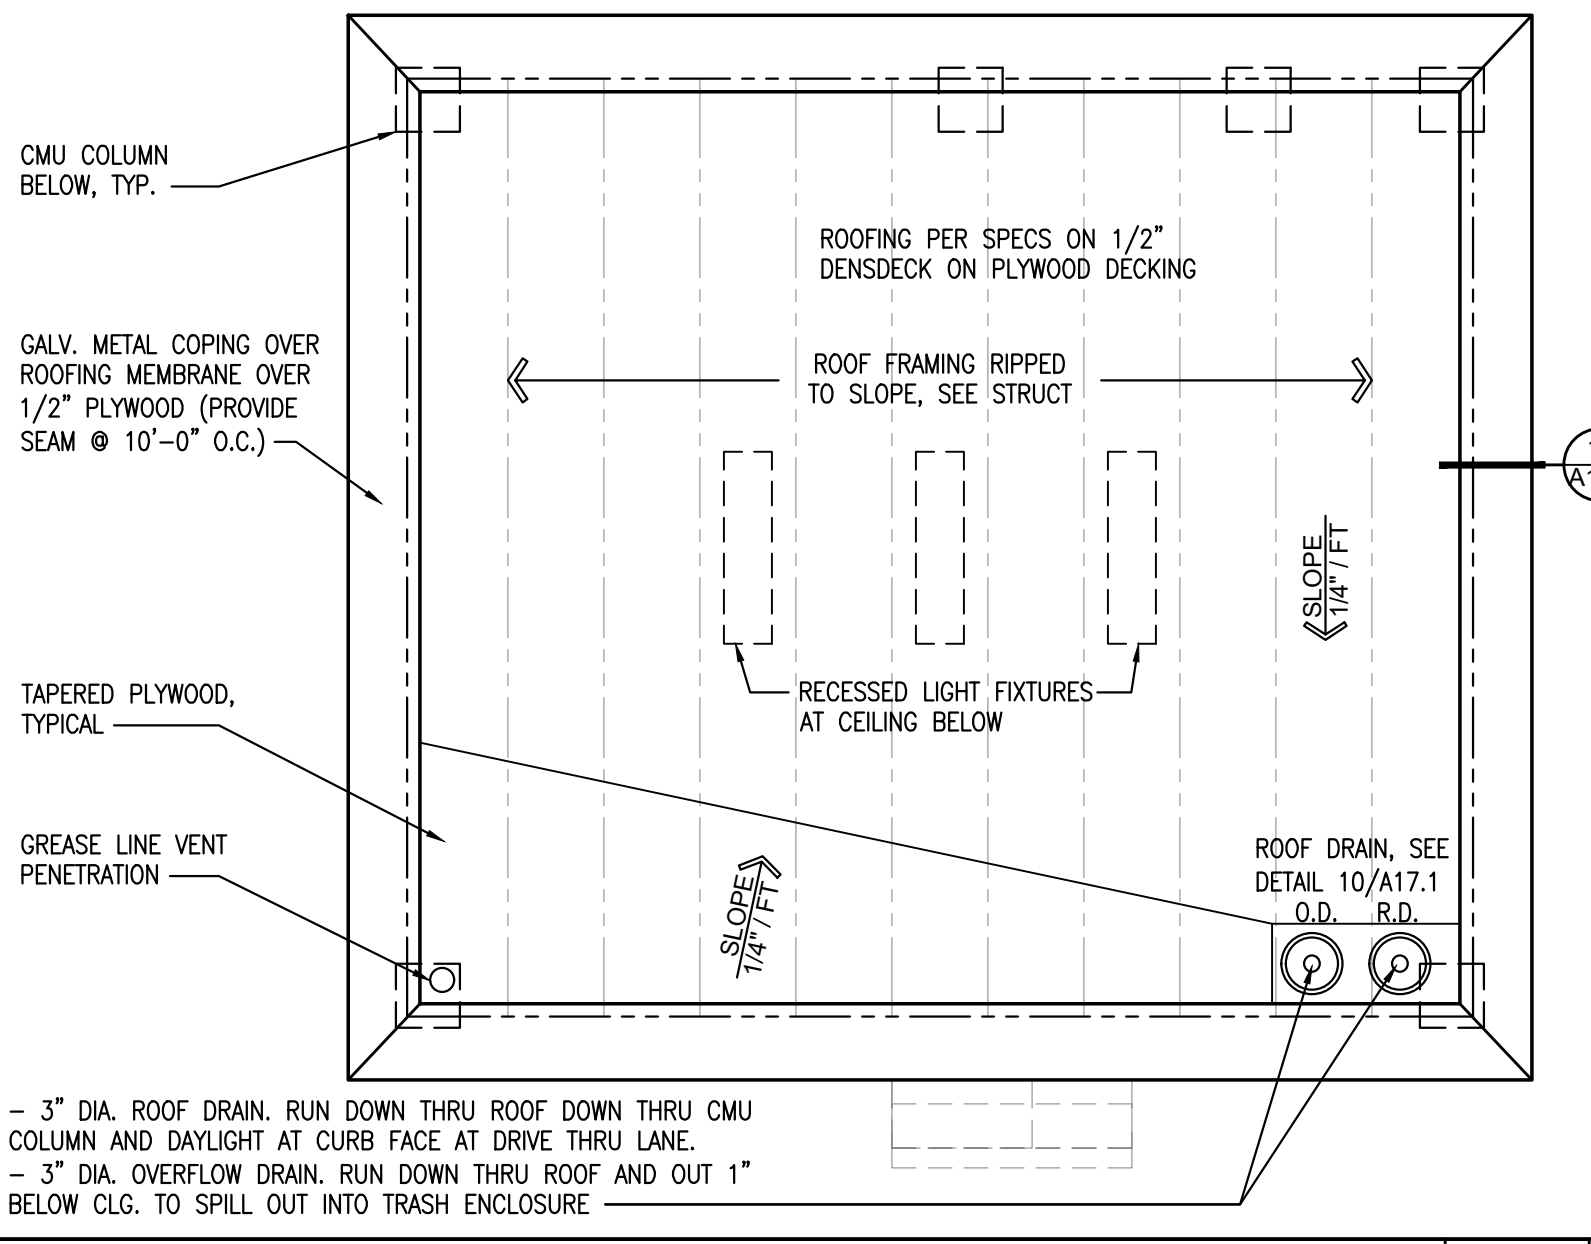 CMU COLUMN
BELOW, TYP.
ROOFING PER SPECS ON 1/2"
DENSDECK ON PLYWOOD DECKING
GALV. METAL COPING OVER
ROOFING MEMBRANE OVER
1/2" PLYWOOD (PROVIDE
SEAM @ 10'-0" O.C.)
ROOF FRAMING RIPPED
TO SLOPE, SEE STRUCT
SLOPE
1/4" / FT
RECESSED LIGHT FIXTURES
AT CEILING BELOW
TAPERED PLYWOOD,
TYPICAL
GREASE LINE VENT
PENETRATION
SLOPE
1/4" / FT
ROOF DRAIN, SEE
DETAIL 10/A17.1
O.D. R.D.
- 3" DIA. ROOF DRAIN. RUN DOWN THRU ROOF DOWN THRU CMU
COLUMN AND DAYLIGHT AT CURB FACE AT DRIVE THRU LANE.
- 3" DIA. OVERFLOW DRAIN. RUN DOWN THRU ROOF AND OUT 1"
BELOW CLG. TO SPILL OUT INTO TRASH ENCLOSURE